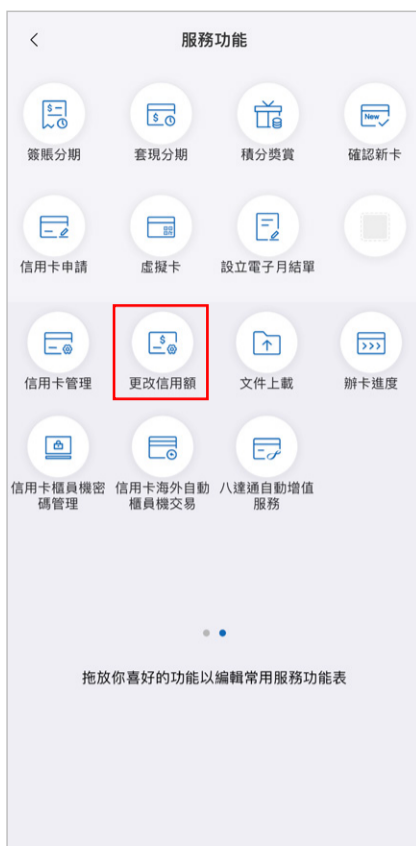 服務功能
簽賬分期 套現分期 積分獎賞 確認新卡
信用卡申請 虛擬卡 設立電子月結單
信用卡管理 更改信用額 文件上載 辦卡進度
信用卡櫃員機密 信用卡海外自動 八達通自動增值
碼管理 櫃員機交易 服務
拖放你喜好的功能以編輯常用服務功能表